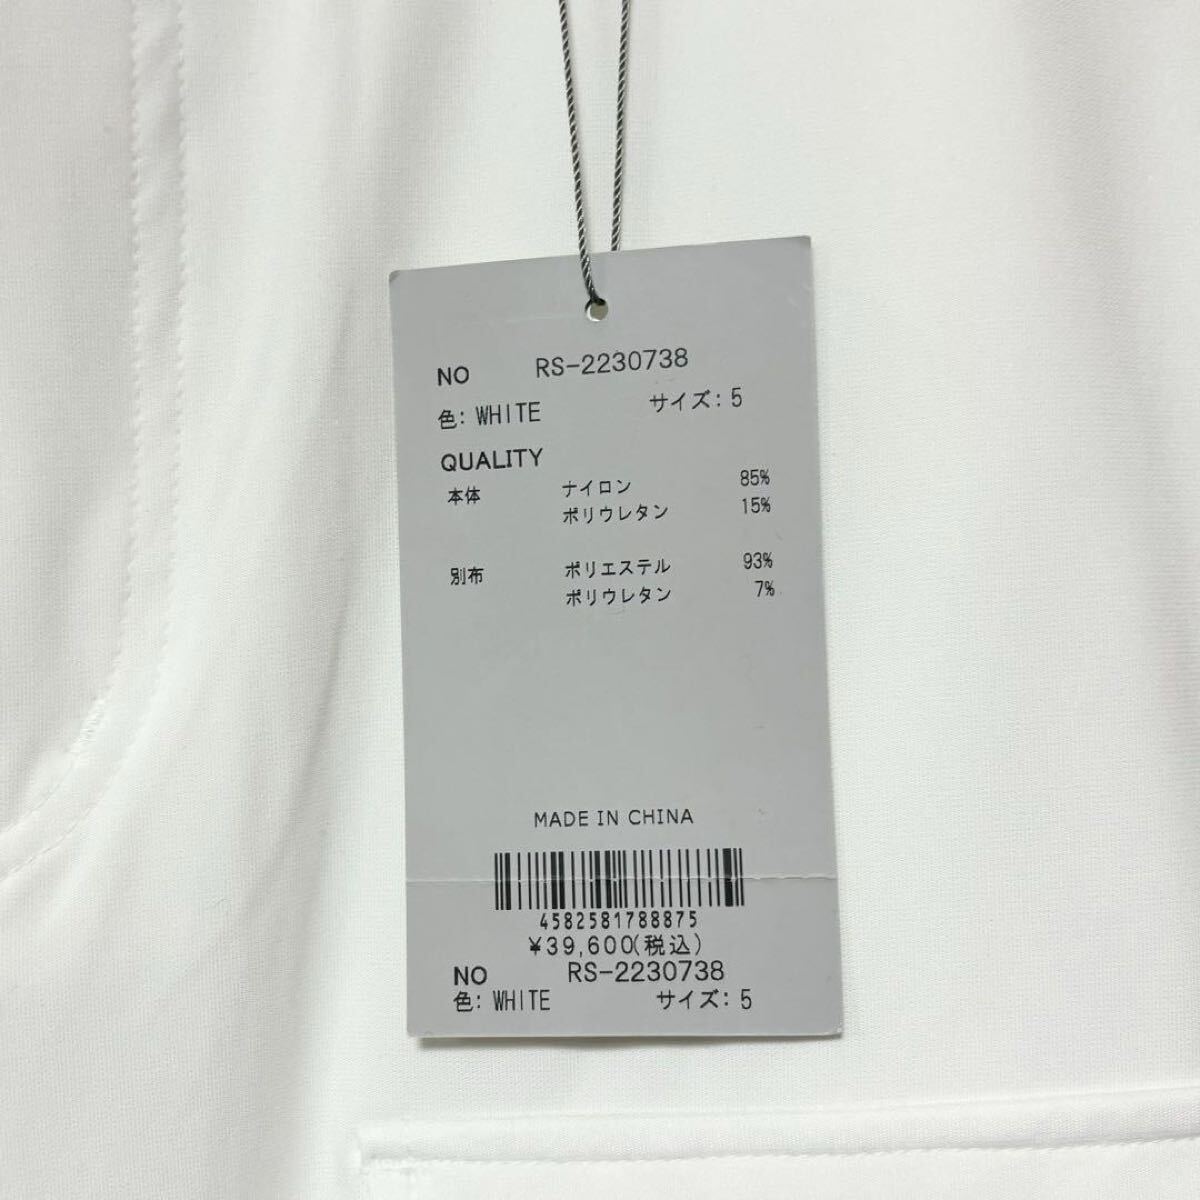 NO RS-2230738
色: WHITE サイズ: 5
QUALITY
本体 ナイロン 85%
ポリウレタン 15%
別布 ポリエステル 93%
ポリウレタン 7%
MADE IN CHINA
4582581788875
¥39,600(税込)
NO RS-2230738
色: WHITE サイズ: 5